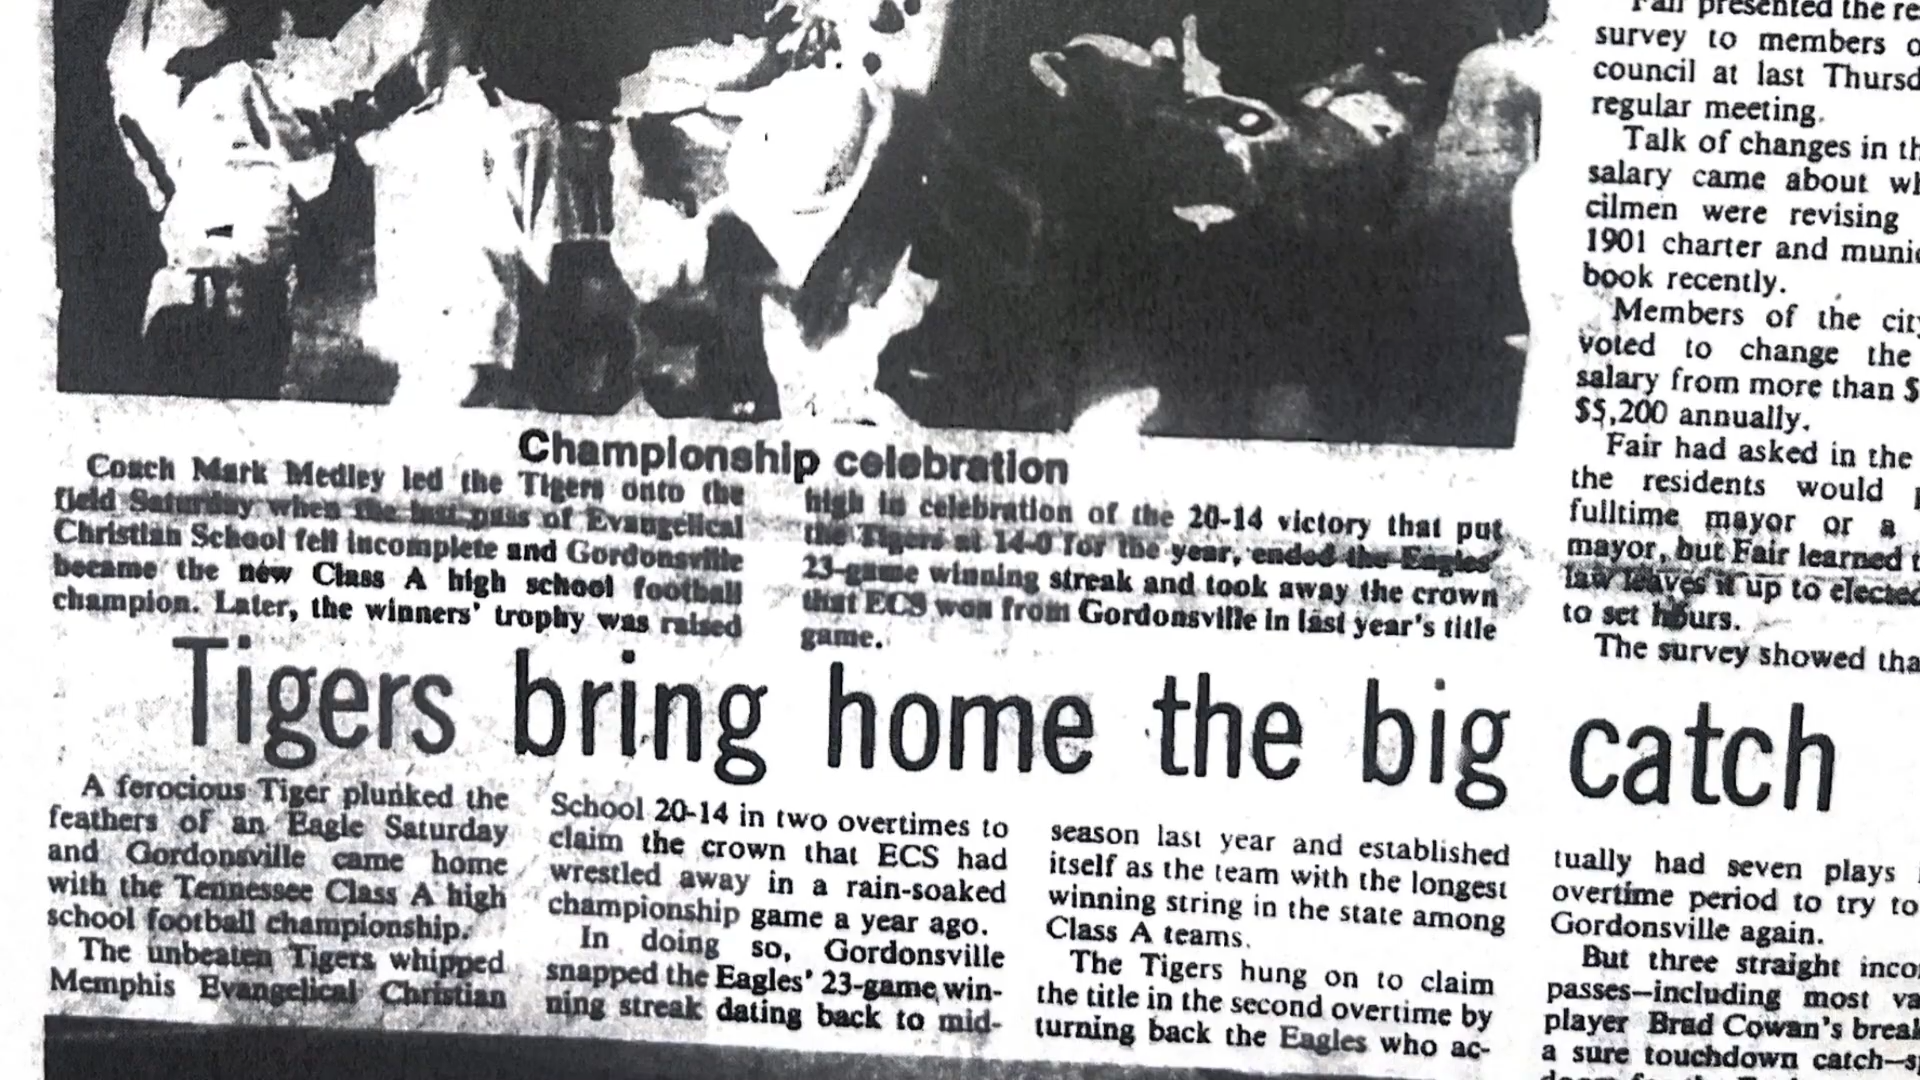 Championship celebration
Coach Mark Medley led the Tigers onto the
field Saturday when the last pass of Evangelical
Christian School fell incomplete and Gordonsville
became the new Class A high school football
champion. Later, the winners' trophy was raised
high in celebration of the 20-14 victory that put
the Tigers at 14-0 for the year, ended the Eagles'
23-game winning streak and took away the crown
that ECS won from Gordonsville in last year's title
game.
Tigers bring home the big catch
A ferocious Tiger plunked the
feathers of an Eagle Saturday
and Gordonsville came home
with the Tennessee Class A high
school football championship.
The unbeaten Tigers whipped
Memphis Evangelical Christian
School 20-14 in two overtimes to
claim the crown that ECS had
wrestled away in a rain-soaked
championship game a year ago.
In doing so, Gordonsville
snapped the Eagles' 23-game win-
ning streak dating back to mid-
season last year and established
itself as the team with the longest
winning string in the state among
Class A teams.
The Tigers hung on to claim
the title in the second overtime by
turning back the Eagles who ac-
tually had seven plays
overtime period to try to
Gordonsville again.
But three straight inco
passes—including most va
player Brad Cowan's break
a sure touchdown catch—s
Fair presented the re
survey to members o
council at last Thursd
regular meeting.
Talk of changes in th
salary came about wh
cilmen were revising
1901 charter and munic
book recently.
Members of the city
voted to change the
salary from more than $
$5,200 annually.
Fair had asked in the
the residents would p
fulltime mayor or a
mayor, but Fair learned t
law leaves it up to elected
to set hours.
The survey showed tha